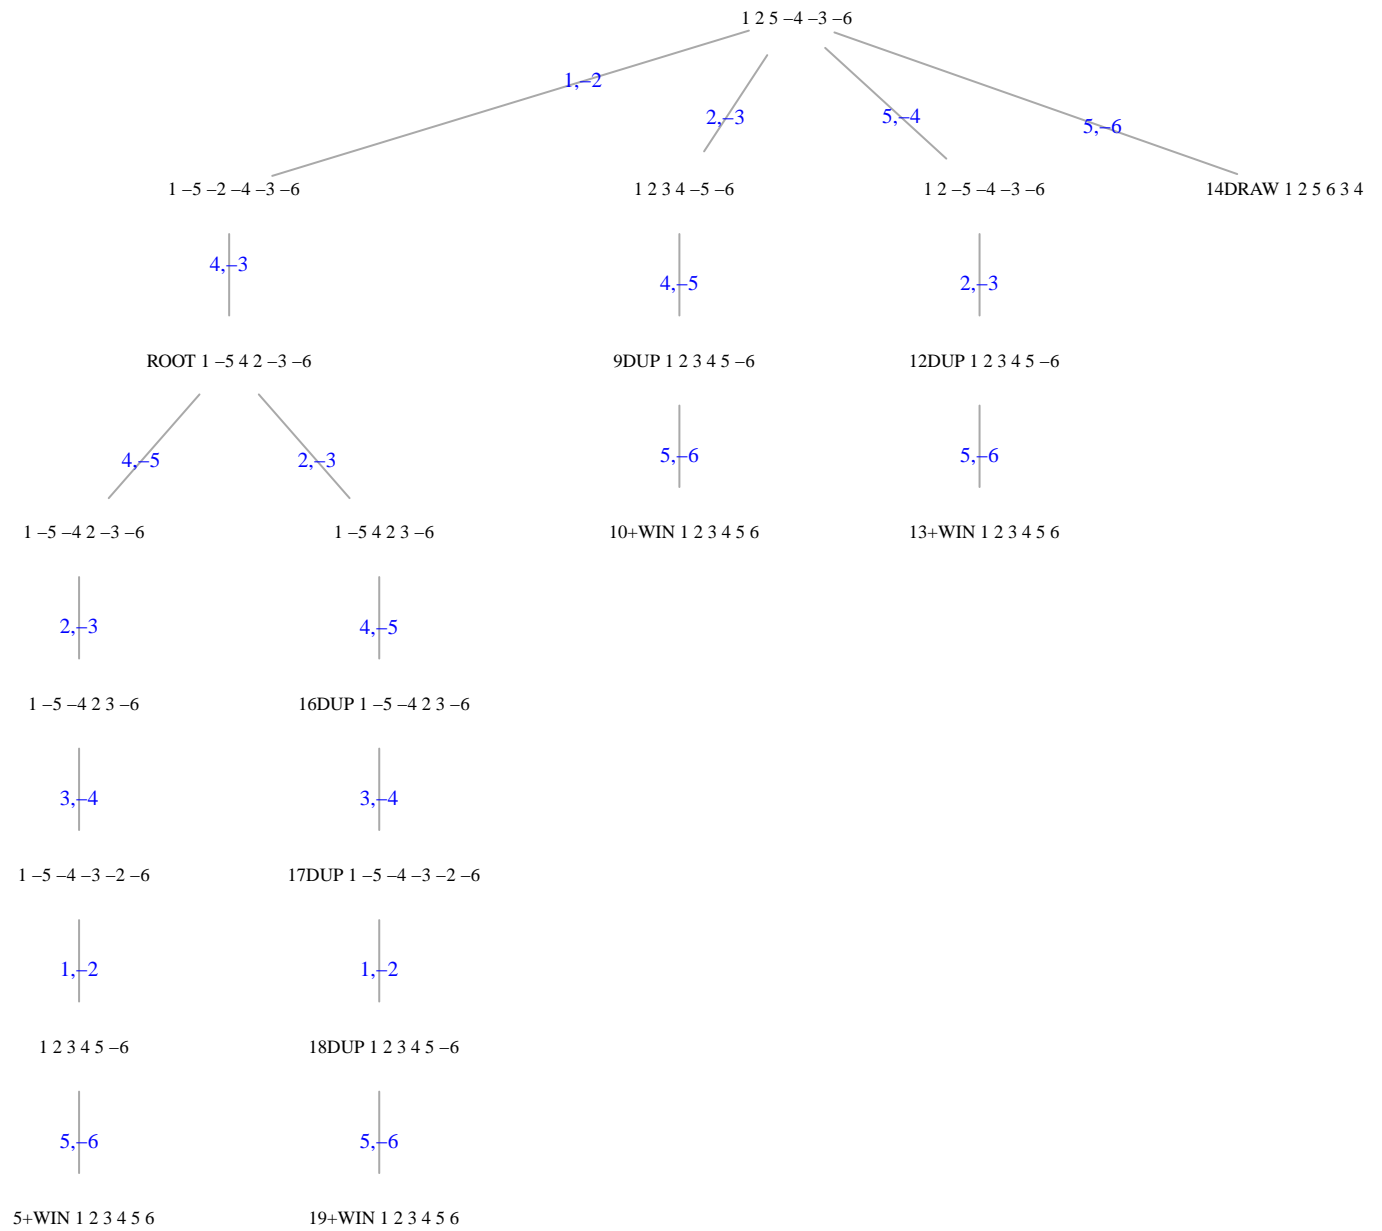 1 2 5 –4 –3 –6
1,–2
2,–3
5,–4
5,–6
1 –5 –2 –4 –3 –6
1 2 3 4 –5 –6
1 2 –5 –4 –3 –6
14DRAW 1 2 5 6 3 4
4,–3
4,–5
2,–3
ROOT 1 –5 4 2 –3 –6
9DUP 1 2 3 4 5 –6
12DUP 1 2 3 4 5 –6
4,–5
2,–3
5,–6
5,–6
1 –5 –4 2 –3 –6
1 –5 4 2 3 –6
10+WIN 1 2 3 4 5 6
13+WIN 1 2 3 4 5 6
2,–3
4,–5
1 –5 –4 2 3 –6
16DUP 1 –5 –4 2 3 –6
3,–4
3,–4
1 –5 –4 –3 –2 –6
17DUP 1 –5 –4 –3 –2 –6
1,–2
1,–2
1 2 3 4 5 –6
18DUP 1 2 3 4 5 –6
5,–6
5,–6
5+WIN 1 2 3 4 5 6
19+WIN 1 2 3 4 5 6